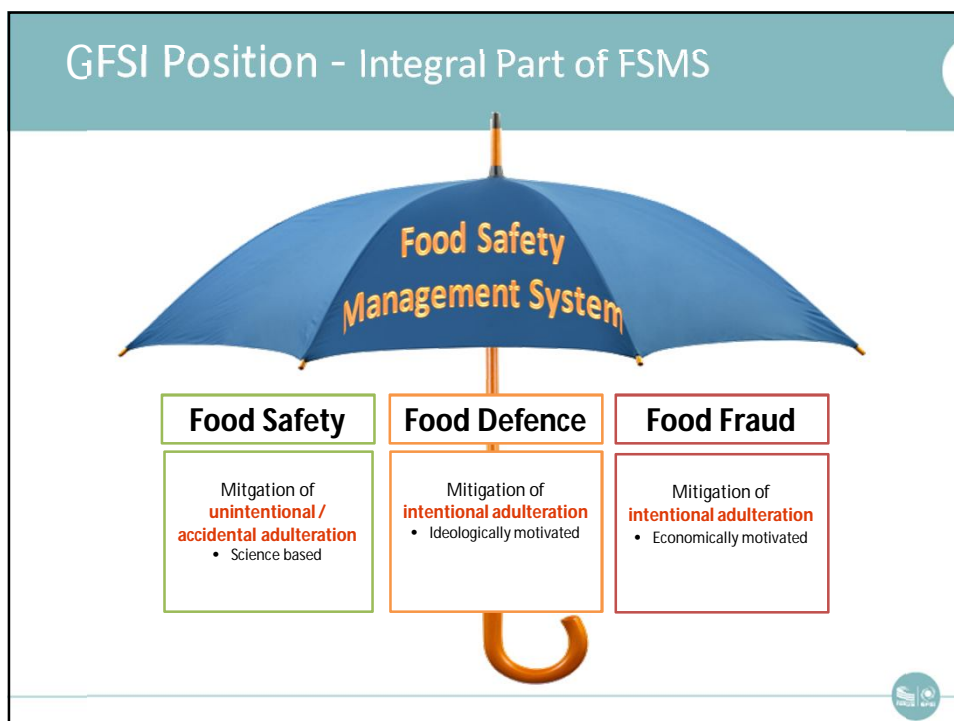 GFSI Position - Integral Part of FSMS
Food Safety
Management System
Food Safety
Mitgation of
unintentional /
accidental adulteration
• Science based
Food Defence
Mitigation of
intentional adulteration
• Ideologically motivated
Food Fraud
Mitigation of
intentional adulteration
• Economically motivated